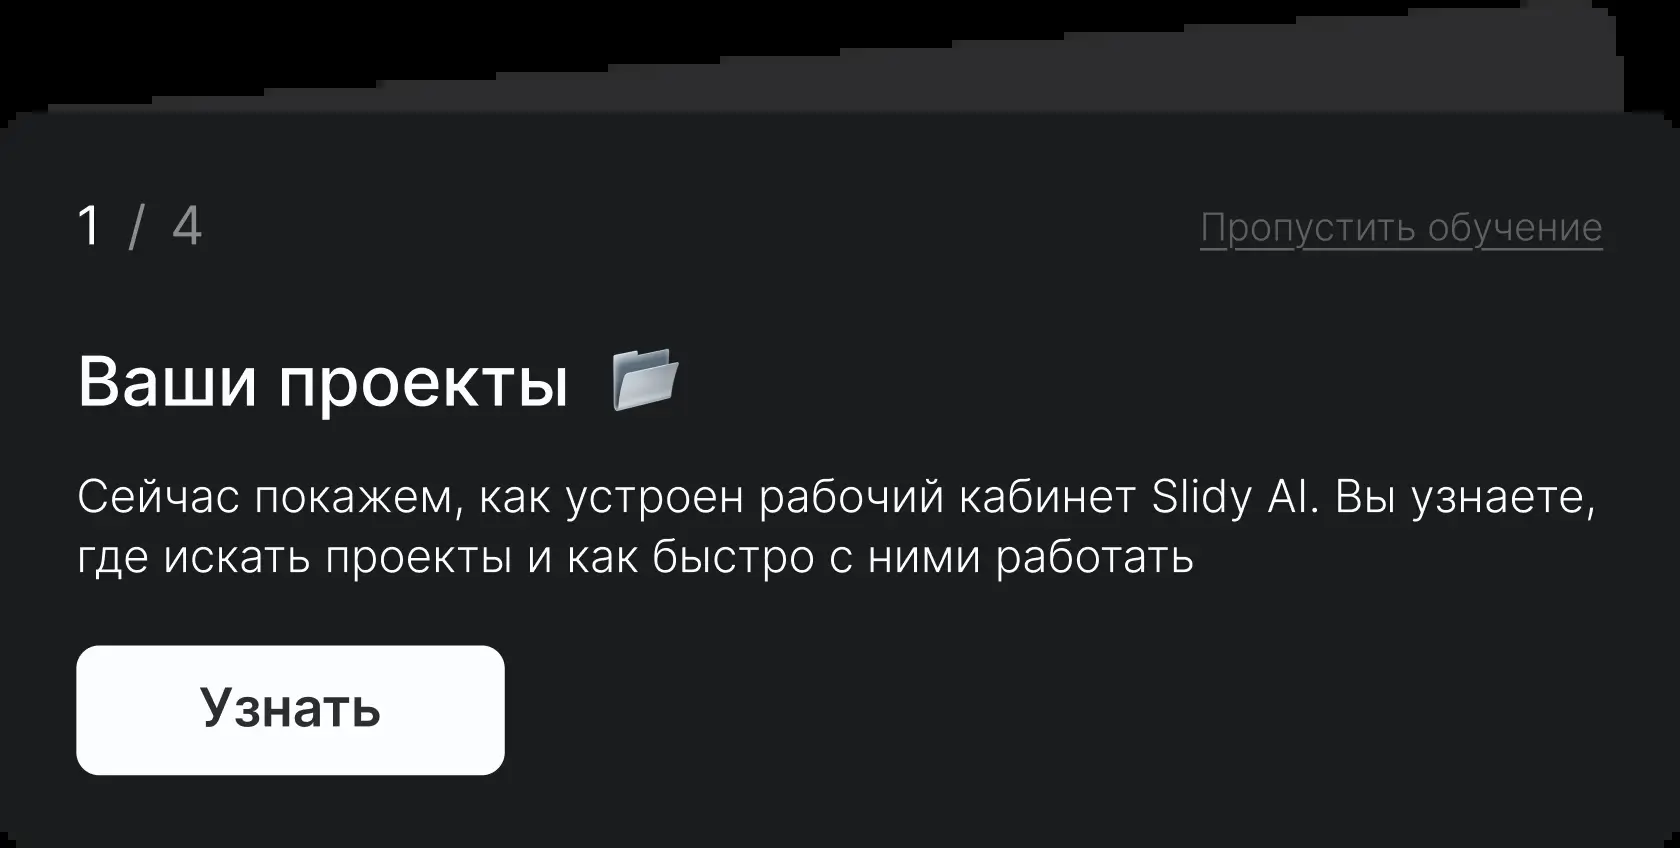 1 / 4
Пропустить обучение
Ваши проекты
Сейчас покажем, как устроен рабочий кабинет Slidy AI. Вы узнаете,
где искать проекты и как быстро с ними работать
Узнать